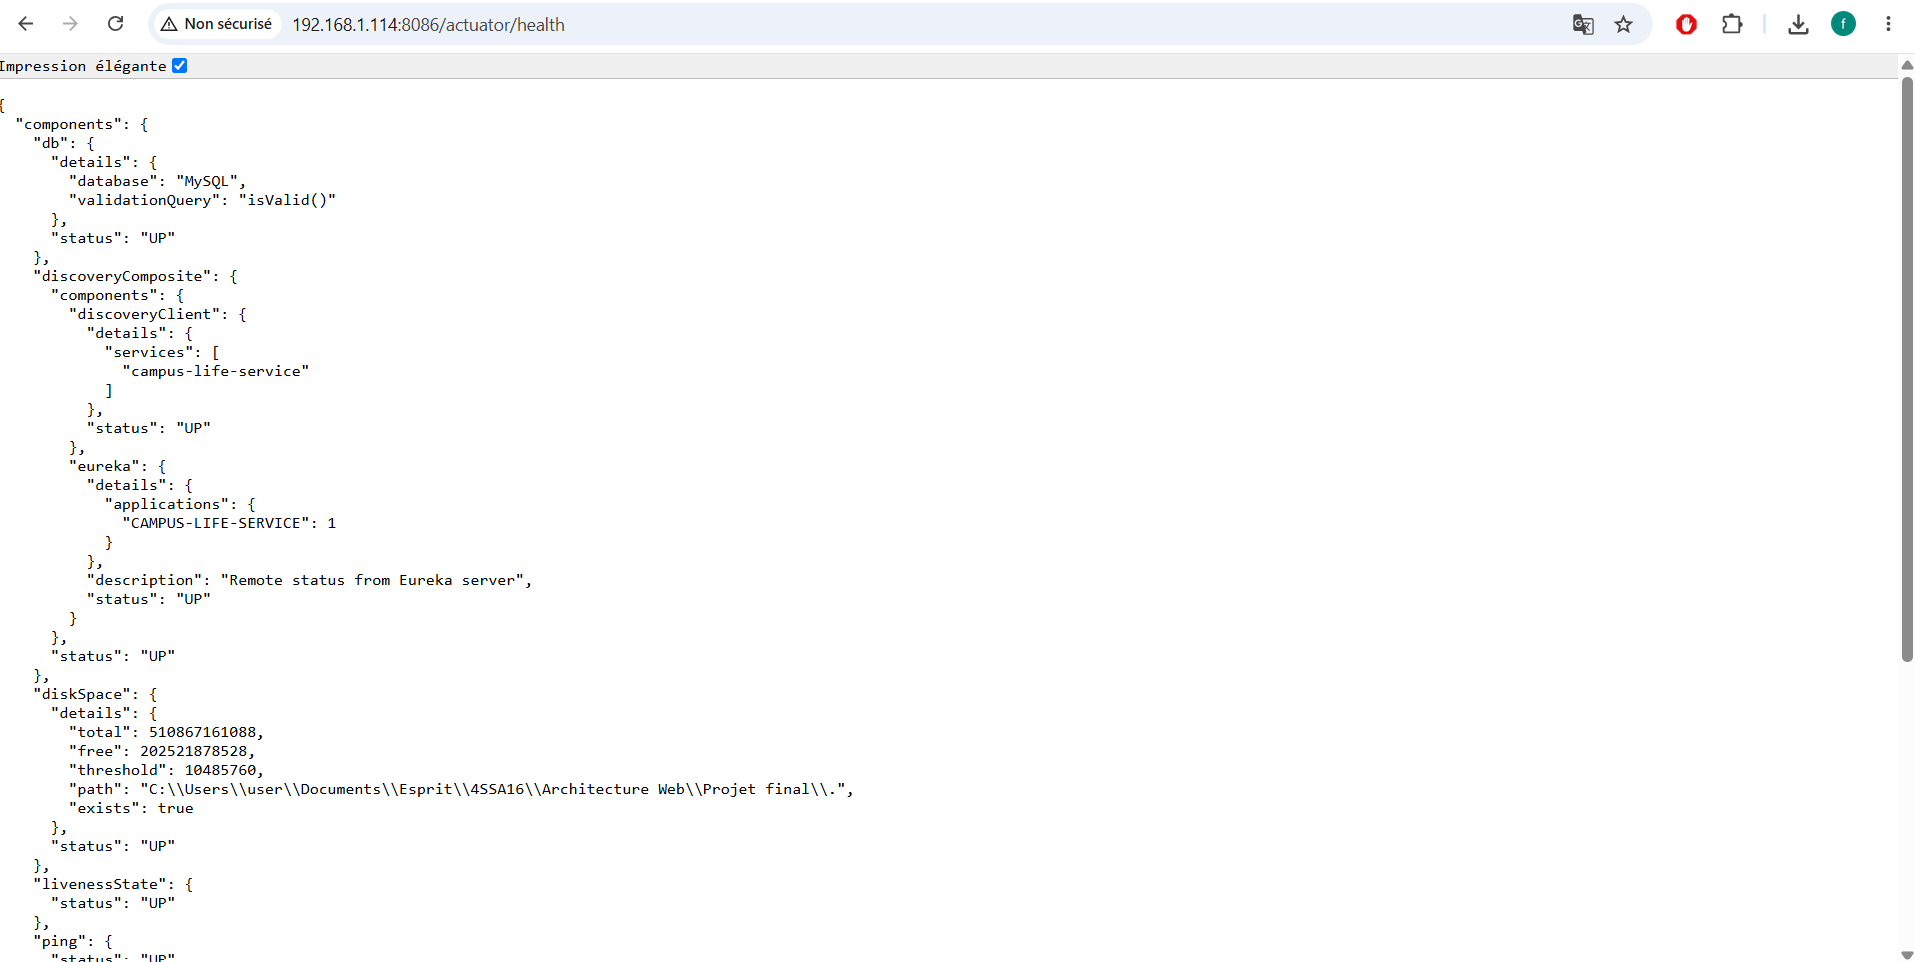 Non sécurisé 192.168.1.114:8086/actuator/health f
Impression élégante
{
  "components": {
    "db": {
      "details": {
        "database": "MySQL",
        "validationQuery": "isValid()"
      },
      "status": "UP"
    },
    "discoveryComposite": {
      "components": {
        "discoveryClient": {
          "details": {
            "services": [
              "campus-life-service"
            ]
          },
          "status": "UP"
        },
        "eureka": {
          "details": {
            "applications": {
              "CAMPUS-LIFE-SERVICE": 1
            }
          },
          "description": "Remote status from Eureka server",
          "status": "UP"
        }
      },
      "status": "UP"
    },
    "diskSpace": {
      "details": {
        "total": 510867161088,
        "free": 202521878528,
        "threshold": 10485760,
        "path": "C:\\Users\\user\\Documents\\Esprit\\4SSA16\\Architecture Web\\Projet final\\.",
        "exists": true
      },
      "status": "UP"
    },
    "livenessState": {
      "status": "UP"
    },
    "ping": {
      "status": "UP"